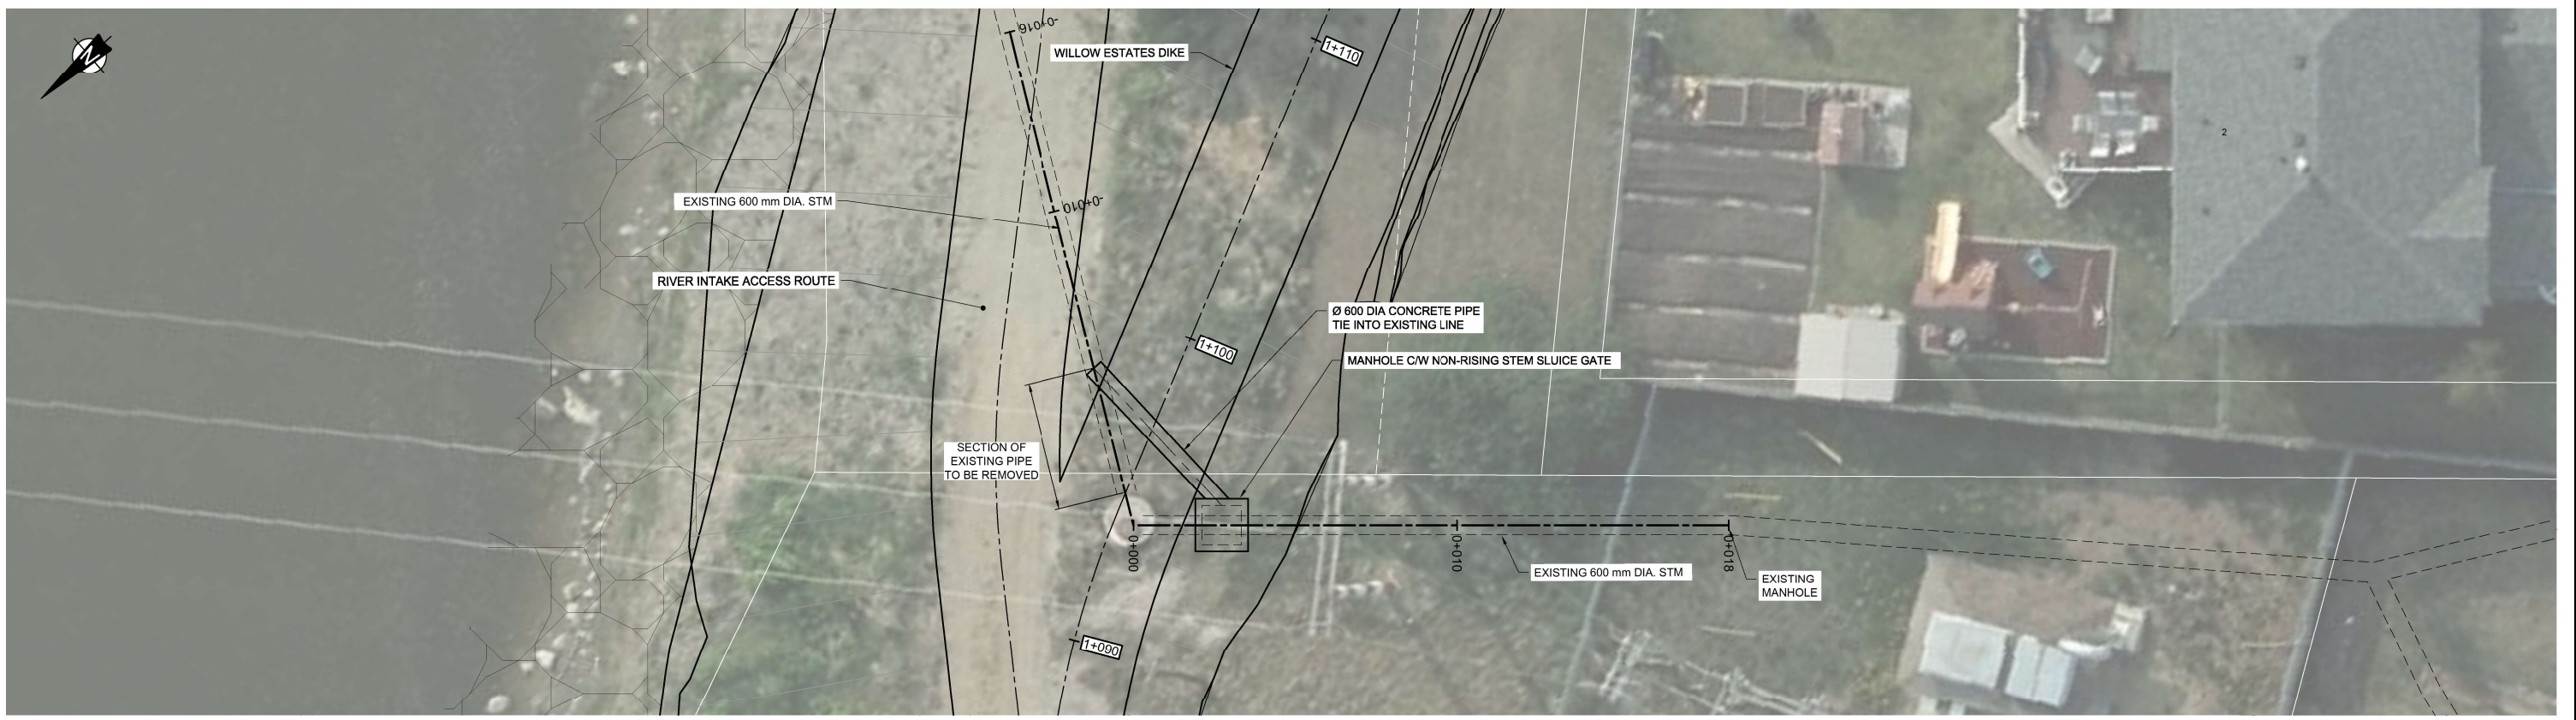 N
-0+016
WILLOW ESTATES DIKE
1+110
EXISTING 600 mm DIA. STM
-0+010
RIVER INTAKE ACCESS ROUTE
Ø 600 DIA CONCRETE PIPE
TIE INTO EXISTING LINE
1+100
MANHOLE C/W NON-RISING STEM SLUICE GATE
SECTION OF
EXISTING PIPE
TO BE REMOVED
0+000
0+010
0+018
EXISTING 600 mm DIA. STM
EXISTING
MANHOLE
1+090
2